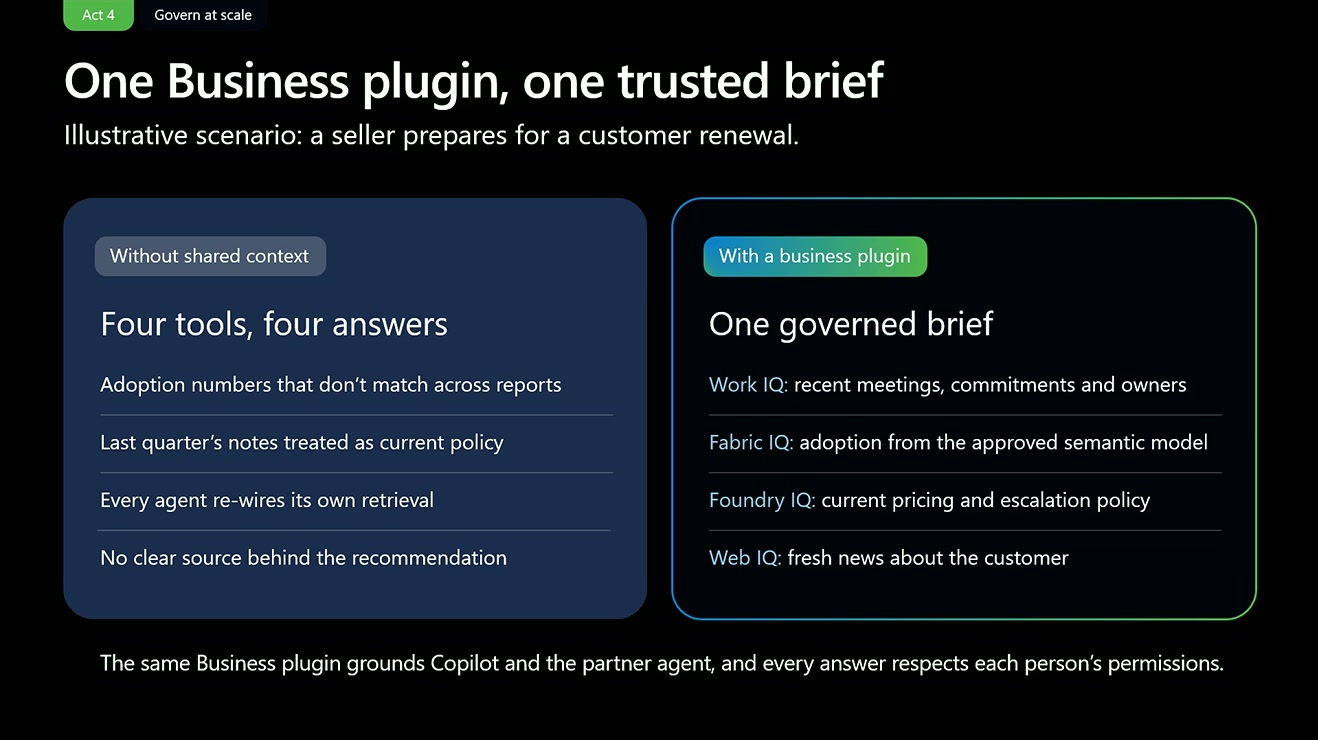 Act 4
Govern at scale
One Business plugin, one trusted brief
Illustrative scenario: a seller prepares for a customer renewal.
Without shared context
Four tools, four answers
Adoption numbers that don’t match across reports
Last quarter’s notes treated as current policy
Every agent re-wires its own retrieval
No clear source behind the recommendation
With a business plugin
One governed brief
Work IQ: recent meetings, commitments and owners
Fabric IQ: adoption from the approved semantic model
Foundry IQ: current pricing and escalation policy
Web IQ: fresh news about the customer
The same Business plugin grounds Copilot and the partner agent, and every answer respects each person’s permissions.